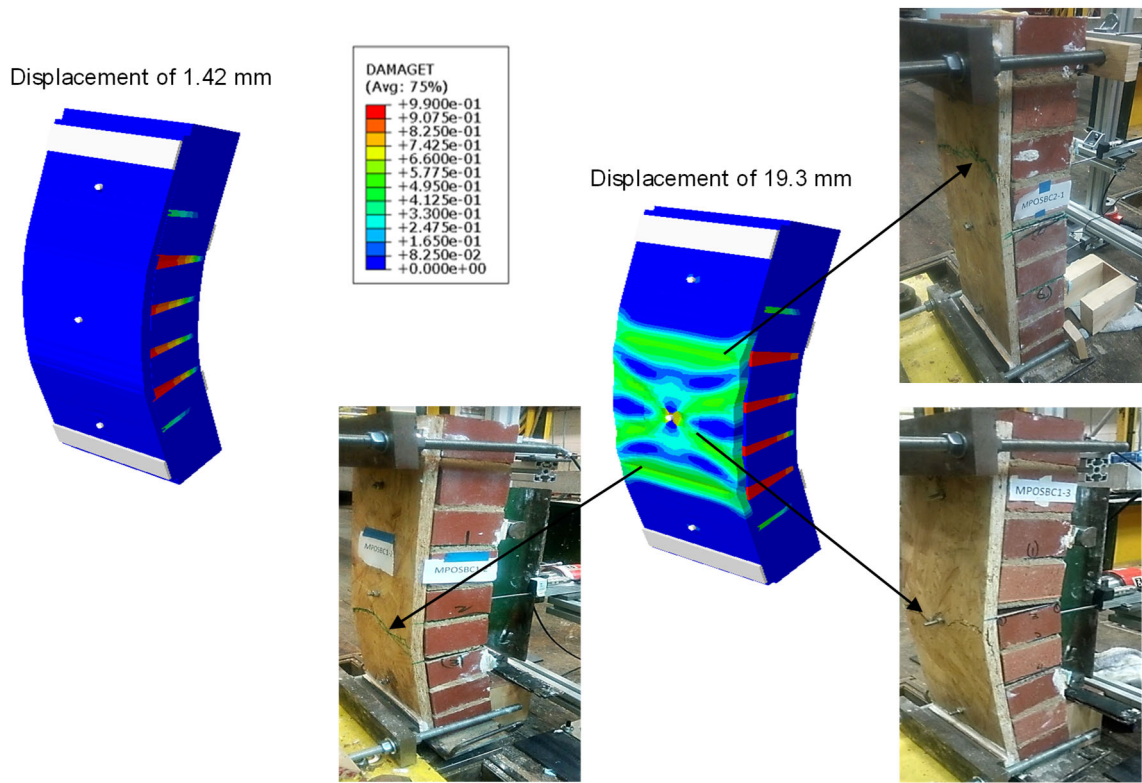 Displacement of 1.42 mm
DAMAGET
(Avg: 75%)
+9.900e-01
+9.075e-01
+8.250e-01
+7.425e-01
+6.600e-01
+5.775e-01
+4.950e-01
+4.125e-01
+3.300e-01
+2.475e-01
+1.650e-01
+8.250e-02
+0.000e+00
Displacement of 19.3 mm
MPOSBC2-1
MPOSBC1-3